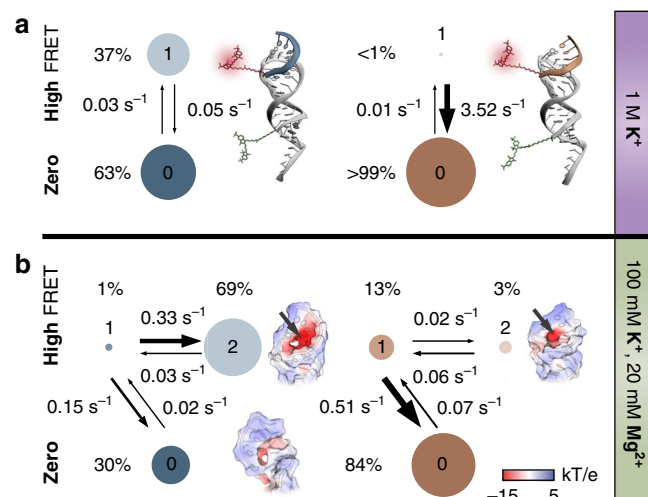 a
High FRET
Zero
37%
1
0.03 s⁻¹
0.05 s⁻¹
63%
0
<1%
1
0.01 s⁻¹
3.52 s⁻¹
>99%
0
1 M K⁺
b
High FRET
Zero
1%
69%
1
0.33 s⁻¹
2
0.03 s⁻¹
0.15 s⁻¹
0.02 s⁻¹
30%
0
13%
3%
1
0.02 s⁻¹
2
0.06 s⁻¹
0.51 s⁻¹
0.07 s⁻¹
84%
0
kT/e
−15 5
100 mM K⁺, 20 mM Mg²⁺